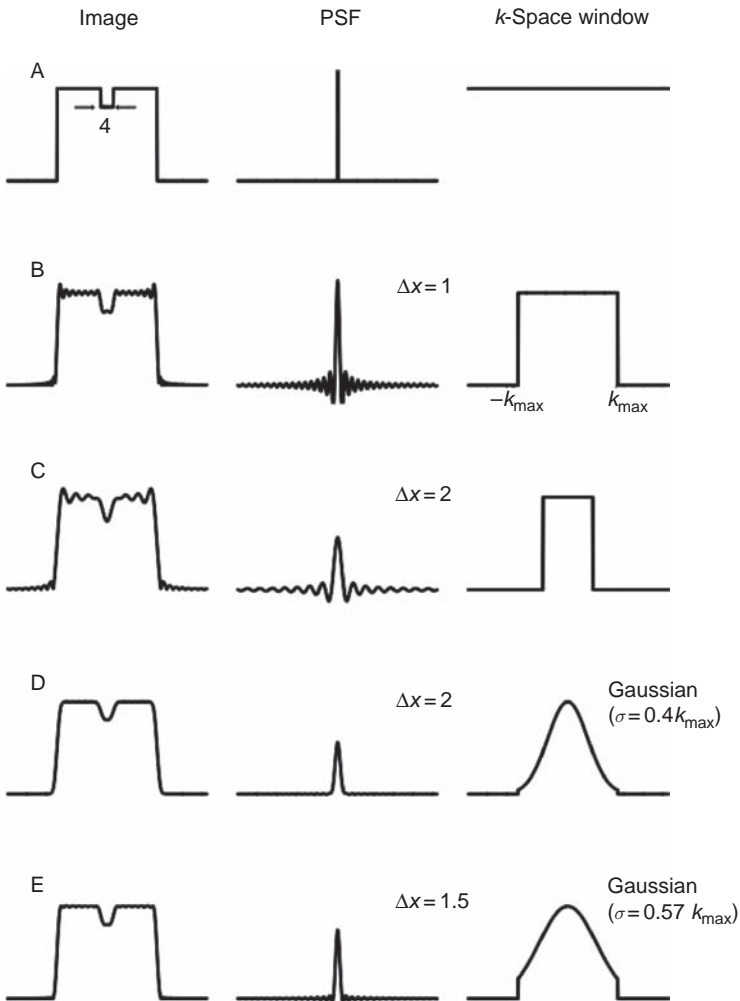 Image PSF k-Space window
A
4
B
Δx = 1
−kmax kmax
C
Δx = 2
D
Δx = 2
Gaussian
(σ = 0.4kmax)
E
Δx = 1.5
Gaussian
(σ = 0.57 kmax)